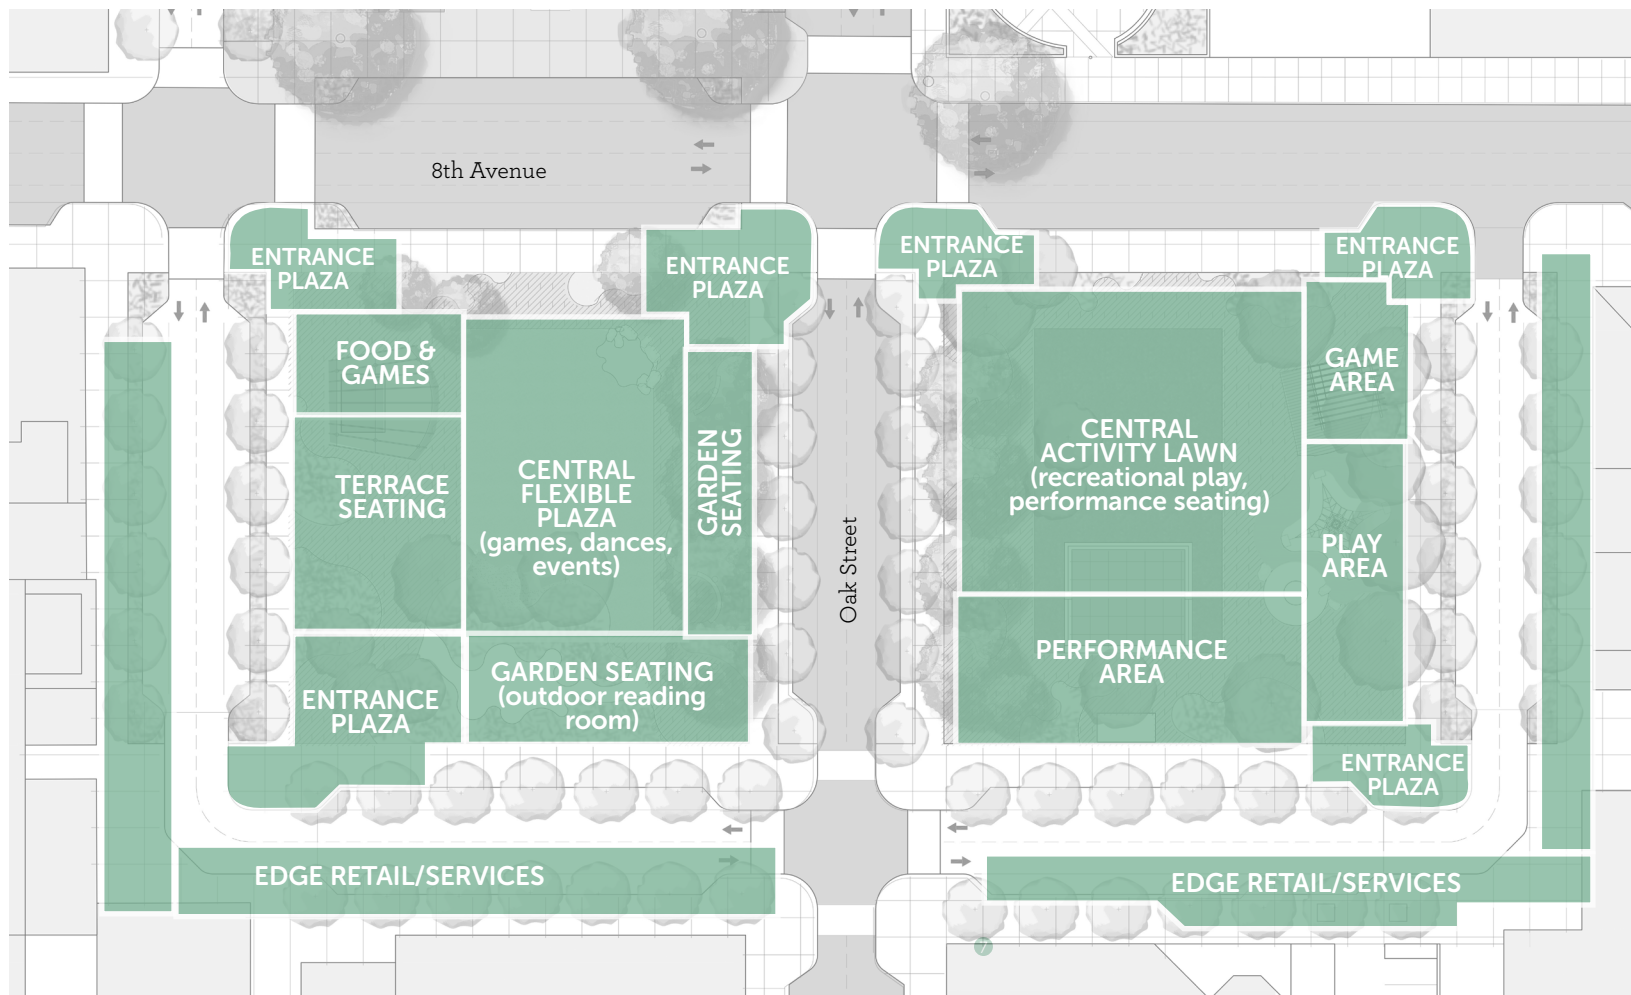 8th Avenue
ENTRANCE
PLAZA
ENTRANCE
PLAZA
ENTRANCE
PLAZA
ENTRANCE
PLAZA
FOOD &
GAMES
TERRACE
SEATING
CENTRAL
FLEXIBLE
PLAZA
(games, dances,
events)
GARDEN
SEATING
Oak Street
CENTRAL
ACTIVITY LAWN
(recreational play,
performance seating)
GAME
AREA
PLAY
AREA
ENTRANCE
PLAZA
GARDEN SEATING
(outdoor reading
room)
PERFORMANCE
AREA
ENTRANCE
PLAZA
EDGE RETAIL/SERVICES
EDGE RETAIL/SERVICES
7